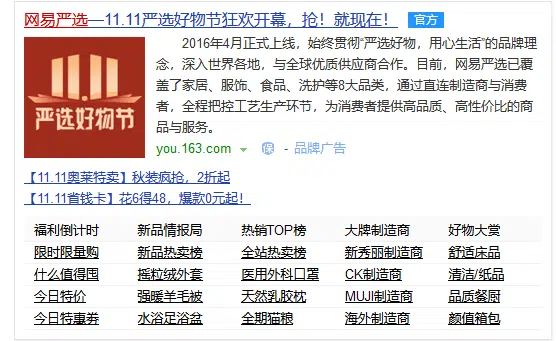 网易严选—11.11严选好物节狂欢开幕，抢！就现在！ 官方
11.11
严选好物节
2016年4月正式上线，始终贯彻“严选好物，用心生活”的品牌理
念，深入世界各地，与全球优质供应商合作。目前，网易严选已覆
盖了家居、服饰、食品、洗护等8大品类，通过直连制造商与消费
者，全程把控工艺生产环节，为消费者提供高品质、高性价比的商
品与服务。
you.163.com 保 - 品牌广告
【11.11奥莱特卖】秋装疯抢，2折起
【11.11省钱卡】花6得48，爆款0元起！
福利倒计时 新品情报局 热销TOP榜 大牌制造商 好物大赏
限时限量购 新品热卖榜 全站热卖榜 新秀丽制造商 舒适床品
什么值得囤 摇粒绒外套 医用外科口罩 CK制造商 清洁/纸品
今日特价 强暖羊毛被 天然乳胶枕 MUJI制造商 品质餐厨
今日特惠券 水浴足浴盆 全期猫粮 海外制造商 颜值箱包